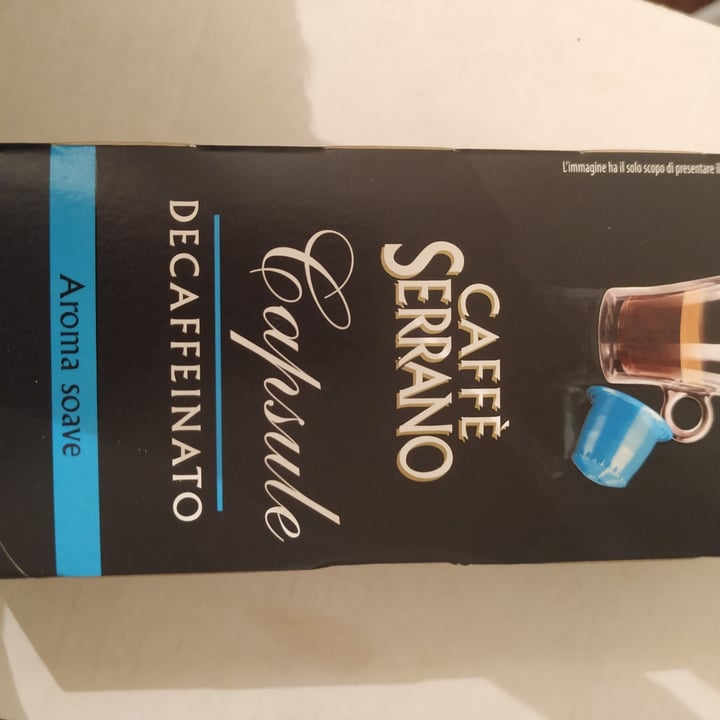 L'immagine ha il solo scopo di presentare il
CAFFÈ
SERRANO
Capsule
DECAFFEINATO
Aroma soave